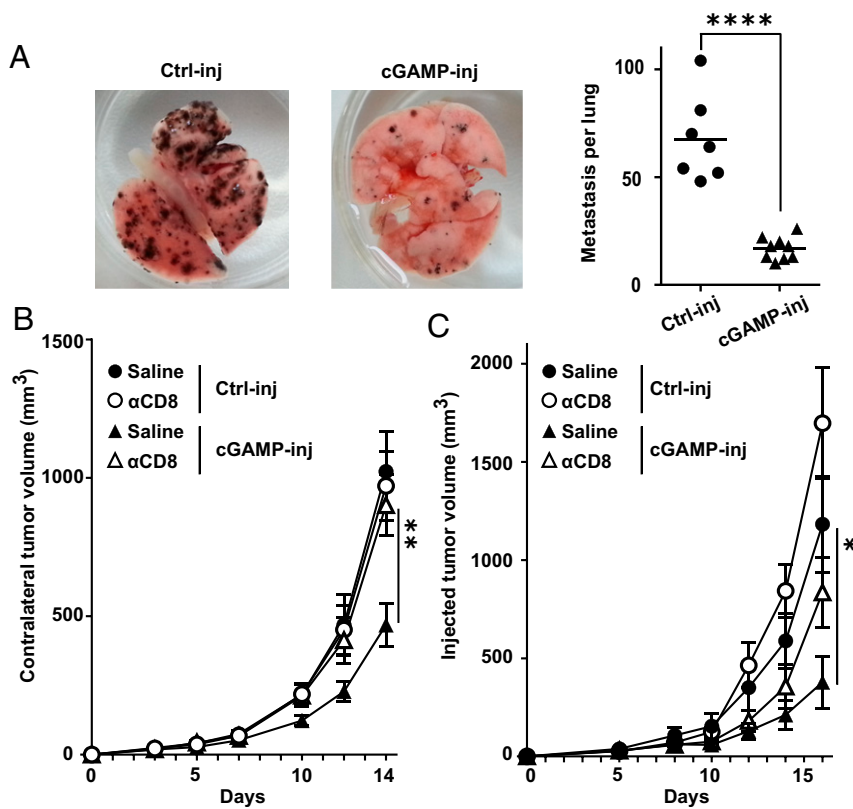 A
Ctrl-inj
cGAMP-inj
****
Metastasis per lung
100
50
0
Ctrl-inj
cGAMP-inj
B
Contralateral tumor volume (mm3)
1500
1000
500
0
Saline
αCD8
Ctrl-inj
Saline
αCD8
cGAMP-inj
**
0
5
10
14
Days
C
Injected tumor volume (mm3)
2000
1500
1000
500
0
Saline
αCD8
Ctrl-inj
Saline
αCD8
cGAMP-inj
*
0
5
10
15
Days